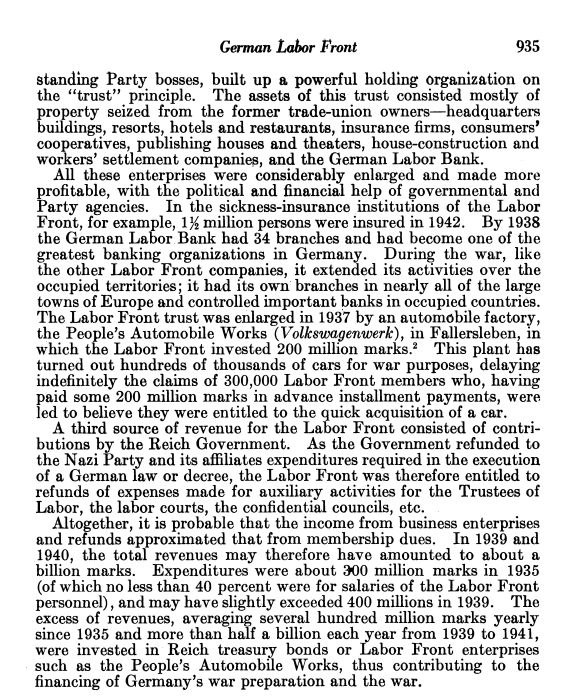 German Labor Front 935
standing Party bosses, built up a powerful holding organization on
the “trust” principle. The assets of this trust consisted mostly of
property seized from the former trade-union owners—headquarters
buildings, resorts, hotels and restaurants, insurance firms, consumers’
cooperatives, publishing houses and theaters, house-construction and
workers’ settlement companies, and the German Labor Bank.
All these enterprises were considerably enlarged and made more
profitable, with the political and financial help of governmental and
Party agencies. In the sickness-insurance institutions of the Labor
Front, for example, 1½ million persons were insured in 1942. By 1938
the German Labor Bank had 34 branches and had become one of the
greatest banking organizations in Germany. During the war, like
the other Labor Front companies, it extended its activities over the
occupied territories; it had its own branches in nearly all of the large
towns of Europe and controlled important banks in occupied countries.
The Labor Front trust was enlarged in 1937 by an automobile factory,
the People’s Automobile Works (Volkswagenwerk), in Fallersleben, in
which the Labor Front invested 200 million marks.² This plant has
turned out hundreds of thousands of cars for war purposes, delaying
indefinitely the claims of 300,000 Labor Front members who, having
paid some 200 million marks in advance installment payments, were
led to believe they were entitled to the quick acquisition of a car.
A third source of revenue for the Labor Front consisted of contri-
butions by the Reich Government. As the Government refunded to
the Nazi Party and its affiliates expenditures required in the execution
of a German law or decree, the Labor Front was therefore entitled to
refunds of expenses made for auxiliary activities for the Trustees of
Labor, the labor courts, the confidential councils, etc.
Altogether, it is probable that the income from business enterprises
and refunds approximated that from membership dues. In 1939 and
1940, the total revenues may therefore have amounted to about a
billion marks. Expenditures were about 300 million marks in 1935
(of which no less than 40 percent were for salaries of the Labor Front
personnel), and may have slightly exceeded 400 millions in 1939. The
excess of revenues, averaging several hundred million marks yearly
since 1935 and more than half a billion each year from 1939 to 1941,
were invested in Reich treasury bonds or Labor Front enterprises
such as the People’s Automobile Works, thus contributing to the
financing of Germany’s war preparation and the war.